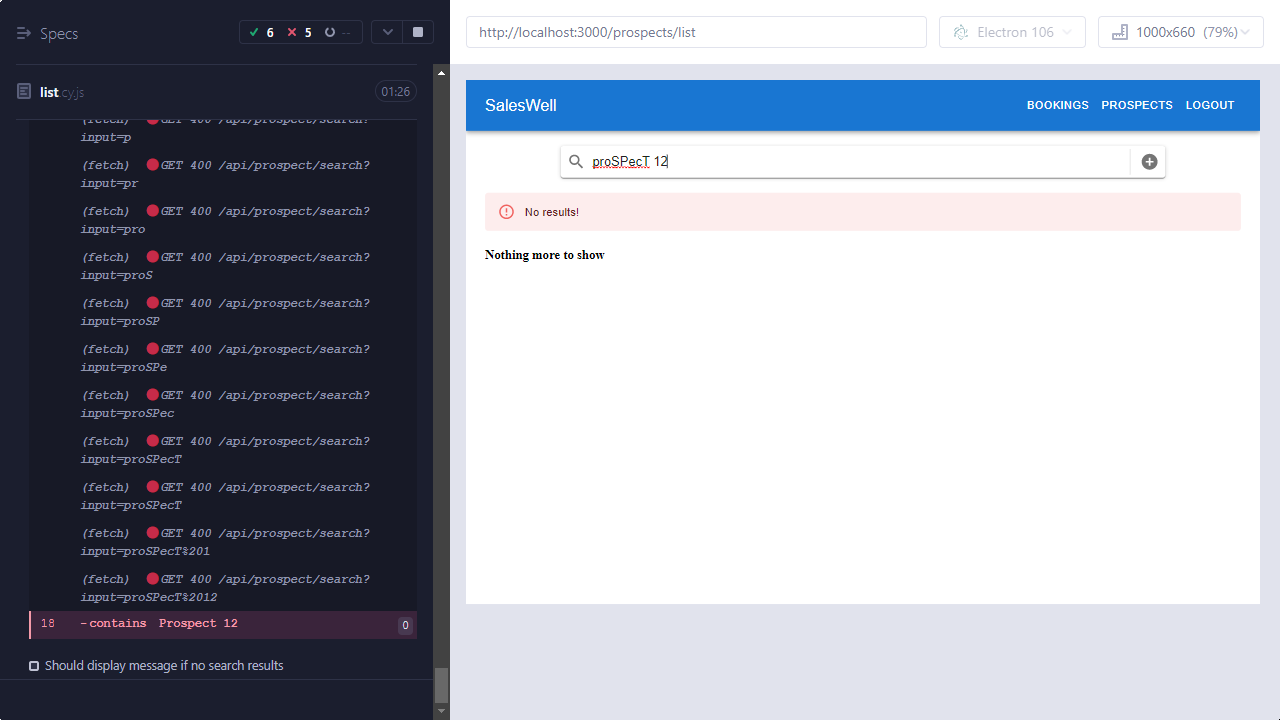 Specs
6
5
--
list.cy.js
01:26
(fetch) GET 400 /api/prospect/search?
input=p
(fetch) GET 400 /api/prospect/search?
input=pr
(fetch) GET 400 /api/prospect/search?
input=pro
(fetch) GET 400 /api/prospect/search?
input=proS
(fetch) GET 400 /api/prospect/search?
input=proSP
(fetch) GET 400 /api/prospect/search?
input=proSPe
(fetch) GET 400 /api/prospect/search?
input=proSPec
(fetch) GET 400 /api/prospect/search?
input=proSPecT
(fetch) GET 400 /api/prospect/search?
input=proSPecT
(fetch) GET 400 /api/prospect/search?
input=proSPecT%201
(fetch) GET 400 /api/prospect/search?
input=proSPecT%2012
18 -contains Prospect 12 0
Should display message if no search results
http://localhost:3000/prospects/list
Electron 106
1000x660 (79%)
SalesWell
BOOKINGS PROSPECTS LOGOUT
proSPecT 12
No results!
Nothing more to show